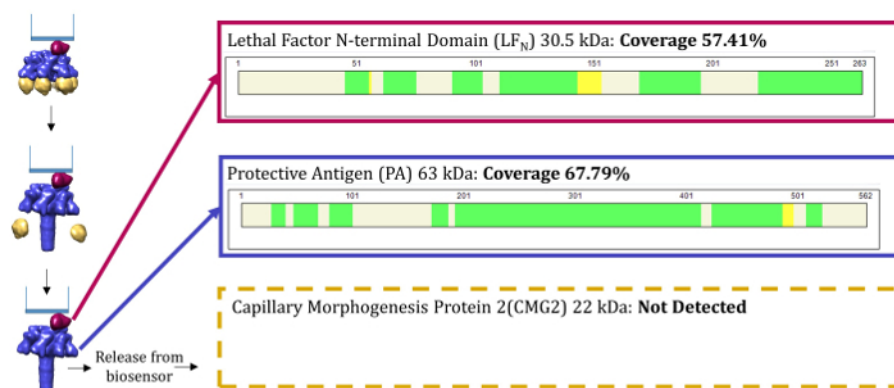 Lethal Factor N-terminal Domain (LF_N) 30.5 kDa: Coverage 57.41%
1 51 101 151 201 251 263
Protective Antigen (PA) 63 kDa: Coverage 67.79%
1 101 201 301 401 501 562
Capillary Morphogenesis Protein 2(CMG2) 22 kDa: Not Detected
Release from
biosensor